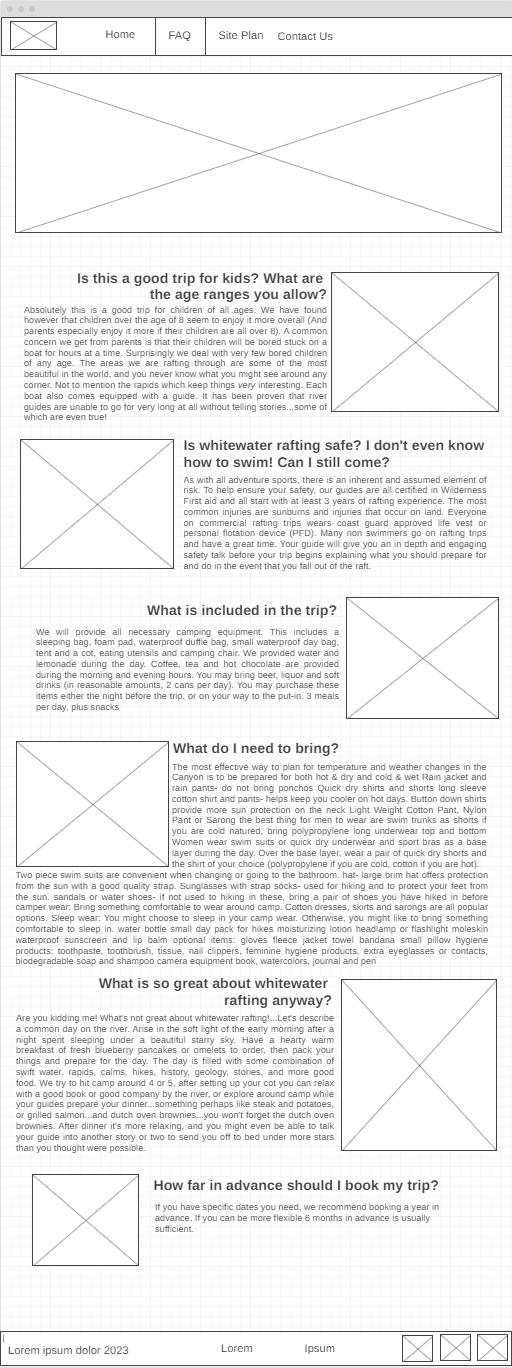 Home FAQ Site Plan Contact Us
Is this a good trip for kids? What are
the age ranges you allow?
Absolutely this is a good trip for children of all ages. We have found
however that children over the age of 8 seem to enjoy it more overall (And
parents especially enjoy it more if their children are all over 8). A common
concern we get from parents is that their children will be bored stuck on a
boat for hours at a time. Surprisingly we deal with very few bored children
of any age. The areas we are rafting through are some of the most
beautiful in the world, and you never know what you might see around any
corner. Not to mention the rapids which keep things very interesting. Each
boat also comes equipped with a guide. It has been proven that river
guides are unable to go for very long at all without telling stories...some of
which are even true!
Is whitewater rafting safe? I don't even know
how to swim! Can I still come?
As with all adventure sports, there is an inherent and assumed element of
risk. To help ensure your safety, our guides are all certified in Wilderness
First aid and all start with at least 3 years of rafting experience. The most
common injuries are sunburns and injuries that occur on land. Everyone
on commercial rafting trips wears coast guard approved life vest or
personal flotation device (PFD). Many non swimmers go on rafting trips
and have a great time. Your guide will give you an in depth and engaging
safety talk before your trip begins explaining what you should prepare for
and do in the event that you fall out of the raft.
What is included in the trip?
We will provide all necessary camping equipment. This includes a
sleeping bag, foam pad, waterproof duffle bag, small waterproof day bag,
tent and a cot, eating utensils and camping chair. We provided water and
lemonade during the day. Coffee, tea and hot chocolate are provided
during the morning and evening hours. You may bring beer, liquor and soft
drinks (in reasonable amounts, 2 cans per day). You may purchase these
items either the night before the trip, or on your way to the put-in. 3 meals
per day, plus snacks
What do I need to bring?
The most effective way to plan for temperature and weather changes in the
Canyon is to be prepared for both hot & dry and cold & wet Rain jacket and
rain pants- do not bring ponchos Quick dry shirts and shorts long sleeve
cotton shirt and pants- helps keep you cooler on hot days. Button down shirts
provide more sun protection on the neck Light Weight Cotton Pant, Nylon
Pant or Sarong the best thing for men to wear are swim trunks as shorts if
you are cold natured, bring polypropylene long underwear top and bottom
Women wear swim suits or quick dry underwear and sport bras as a base
layer during the day. Over the base layer, wear a pair of quick dry shorts and
the shirt of your choice (polypropylene if you are cold, cotton if you are hot).
Two piece swim suits are convenient when changing or going to the bathroom. hat- large brim hat offers protection
from the sun with a good quality strap. Sunglasses with strap socks- used for hiking and to protect your feet from
the sun. sandals or water shoes- if not used to hiking in these, bring a pair of shoes you have hiked in before
camper wear: Bring something comfortable to wear around camp. Cotton dresses, skirts and sarongs are all popular
options. Sleep wear: You might choose to sleep in your camp wear. Otherwise, you might like to bring something
comfortable to sleep in. water bottle small day pack for hikes moisturizing lotion headlamp or flashlight moleskin
waterproof sunscreen and lip balm optional items: gloves fleece jacket towel bandana small pillow hygiene
products: toothpaste, toothbrush, tissue, nail clippers, feminine hygiene products, extra eyeglasses or contacts,
biodegradable soap and shampoo camera equipment book, watercolors, journal and pen
What is so great about whitewater
rafting anyway?
Are you kidding me! What's not great about whitewater rafting!...Let's describe
a common day on the river. Arise in the soft light of the early morning after a
night spent sleeping under a beautiful starry sky. Have a hearty warm
breakfast of fresh blueberry pancakes or omelets to order, then pack your
things and prepare for the day. The day is filled with some combination of
swift water, rapids, calms, hikes, history, geology, stories, and more good
food. We try to hit camp around 4 or 5, after setting up your cot you can relax
with a good book or good company by the river, or explore around camp while
your guides prepare your dinner...something perhaps like steak and potatoes,
or grilled salmon...and dutch oven brownies...you won't forget the dutch oven
brownies. After dinner it's more relaxing, and you might even be able to talk
your guide into another story or two to send you off to bed under more stars
than you thought were possible.
How far in advance should I book my trip?
If you have specific dates you need, we recommend booking a year in
advance. If you can be more flexible 6 months in advance is usually
sufficient.
Lorem ipsum dolor 2023 Lorem Ipsum